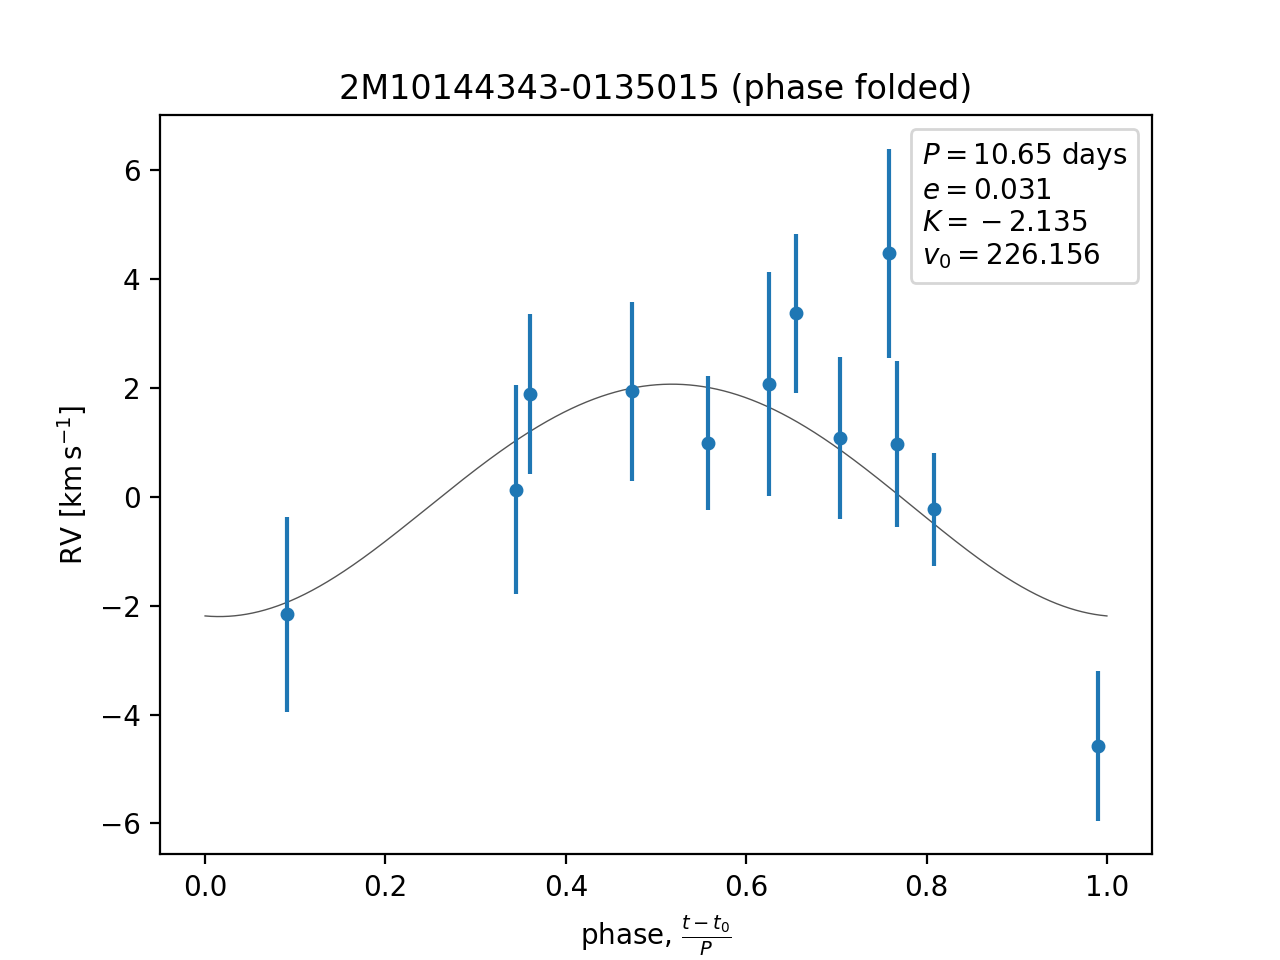 2M10144343-0135015 (phase folded)
P = 10.65 days
e = 0.031
K = −2.135
v₀ = 226.156
6
4
2
0
−2
−4
−6
RV [km s⁻¹]
0.0 0.2 0.4 0.6 0.8 1.0
phase, (t − t₀)/P